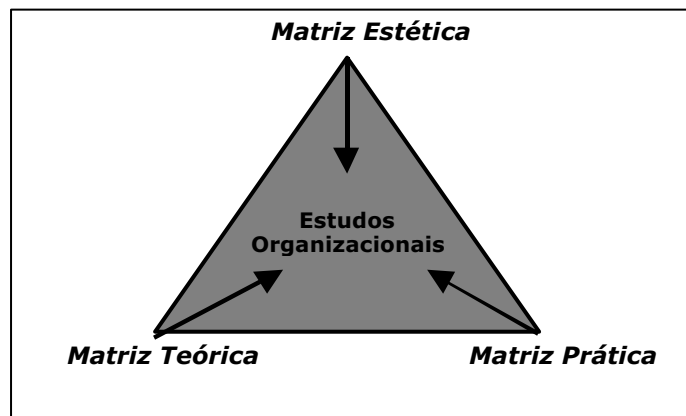 Matriz Estética
Estudos
Organizacionais
Matriz Teórica
Matriz Prática